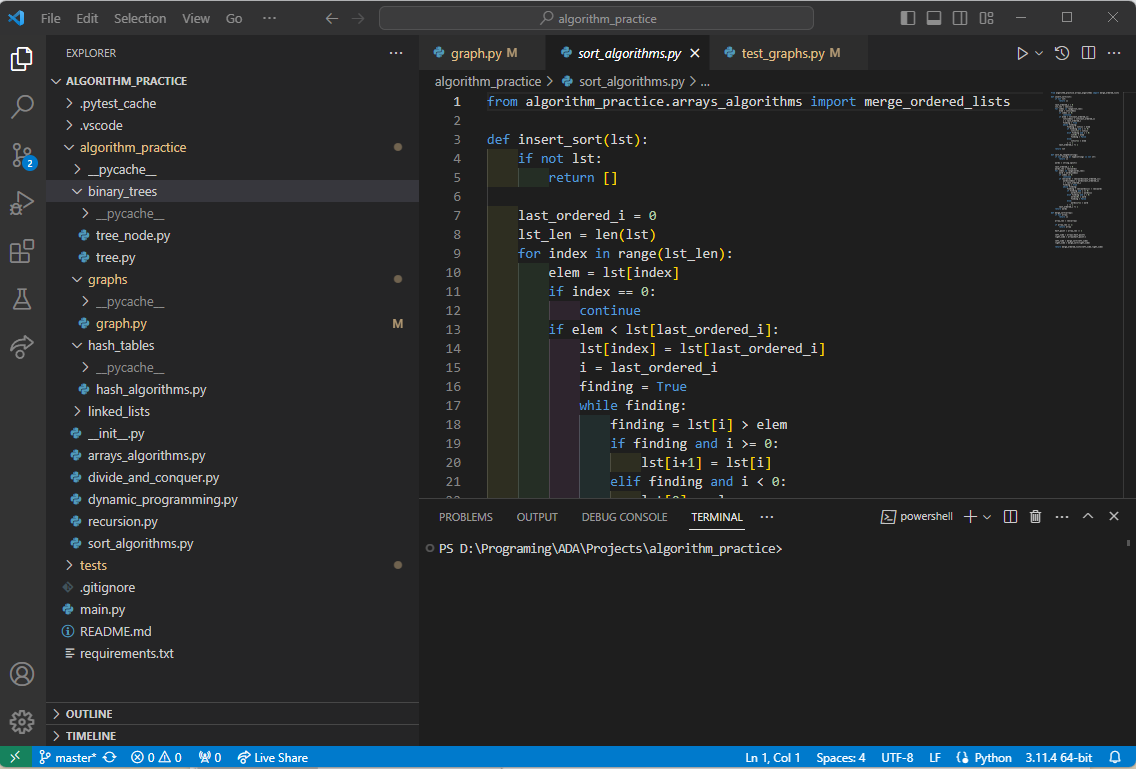 File Edit Selection View Go ··· algorithm_practice
EXPLORER ···
ALGORITHM_PRACTICE
.pytest_cache
.vscode
algorithm_practice
__pycache__
binary_trees
__pycache__
tree_node.py
tree.py
graphs
__pycache__
graph.py M
hash_tables
__pycache__
hash_algorithms.py
linked_lists
__init__.py
arrays_algorithms.py
divide_and_conquer.py
dynamic_programming.py
recursion.py
sort_algorithms.py
tests
.gitignore
main.py
README.md
requirements.txt
OUTLINE
TIMELINE
2
graph.py M sort_algorithms.py test_graphs.py M
algorithm_practice > sort_algorithms.py > ...
1 from algorithm_practice.arrays_algorithms import merge_ordered_lists
2
3 def insert_sort(lst):
4 if not lst:
5 return []
6
7 last_ordered_i = 0
8 lst_len = len(lst)
9 for index in range(lst_len):
10 elem = lst[index]
11 if index == 0:
12 continue
13 if elem < lst[last_ordered_i]:
14 lst[index] = lst[last_ordered_i]
15 i = last_ordered_i
16 finding = True
17 while finding:
18 finding = lst[i] > elem
19 if finding and i >= 0:
20 lst[i+1] = lst[i]
21 elif finding and i < 0:
PROBLEMS OUTPUT DEBUG CONSOLE TERMINAL ··· powershell
PS D:\Programing\ADA\Projects\algorithm_practice>
master* 0 0 0 Live Share Ln 1, Col 1 Spaces: 4 UTF-8 LF Python 3.11.4 64-bit